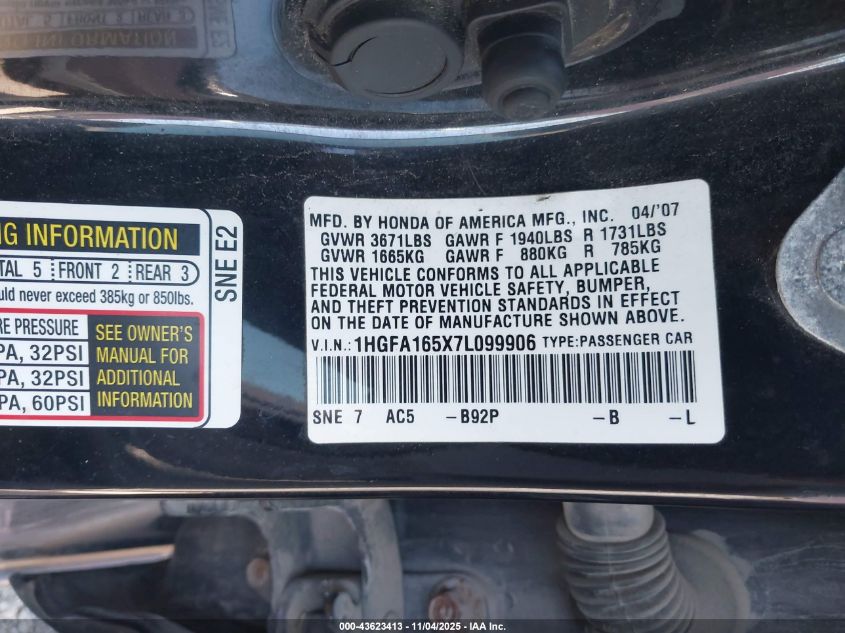 NG INFORMATION
TAL 5 FRONT 2 REAR 3
uld never exceed 385kg or 850lbs.
RE PRESSURE
PA, 32PSI
PA, 32PSI
PA, 60PSI
SEE OWNER'S
MANUAL FOR
ADDITIONAL
INFORMATION
SNE E2
MFD. BY HONDA OF AMERICA MFG., INC. 04/'07
GVWR 3671LBS GAWR F 1940LBS R 1731LBS
GVWR 1665KG GAWR F 880KG R 785KG
THIS VEHICLE CONFORMS TO ALL APPLICABLE
FEDERAL MOTOR VEHICLE SAFETY, BUMPER,
AND THEFT PREVENTION STANDARDS IN EFFECT
ON THE DATE OF MANUFACTURE SHOWN ABOVE.
V.I.N.: 1HGFA165X7L099906 TYPE:PASSENGER CAR
SNE 7 AC5 -B92P -B -L
000-43623413 - 11/04/2025 - IAA, Inc.